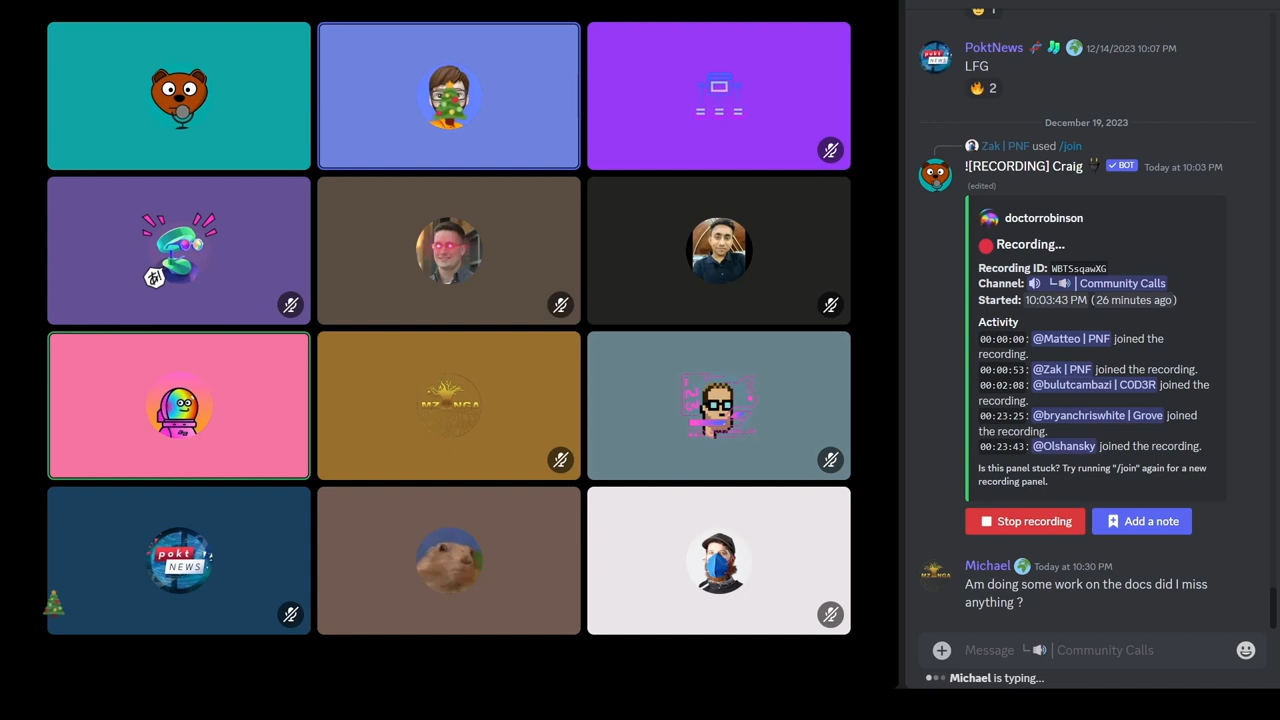 PoktNews 12/14/2023 10:07 PM
LFG
2
December 19, 2023
Zak | PNF used /join
![RECORDING] Craig BOT Today at 10:03 PM
(edited)
doctorrobinson
Recording...
Recording ID: WBTSsqawXG
Channel: Community Calls
Started: 10:03:43 PM (26 minutes ago)
Activity
00:00:00: @Matteo | PNF joined the
recording.
00:00:53: @Zak | PNF joined the recording.
00:02:08: @bulutcambazi | C0D3R joined the
recording.
00:23:25: @bryanchriswhite | Grove joined
the recording.
00:23:43: @Olshansky joined the recording.
Is this panel stuck? Try running "/join" again for a new
recording panel.
Stop recording Add a note
Michael Today at 10:30 PM
Am doing some work on the docs did I miss
anything ?
Message | Community Calls
Michael is typing...
MZONGA
pokt
NEWS